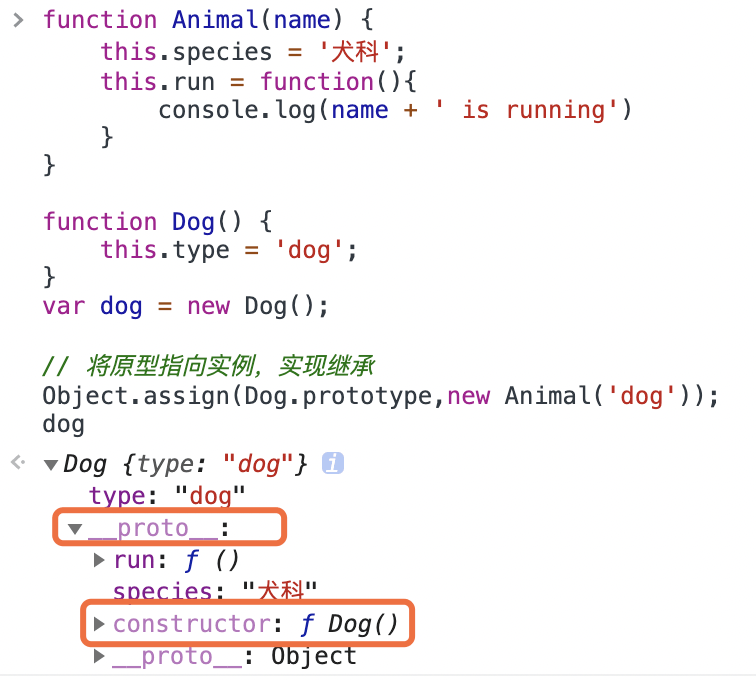 function Animal(name) {
    this.species = '犬科';
    this.run = function(){
        console.log(name + ' is running')
    }
}

function Dog() {
    this.type = 'dog';
}
var dog = new Dog();

// 将原型指向实例，实现继承
Object.assign(Dog.prototype,new Animal('dog'));
dog
Dog {type: "dog"} i
type: "dog"
__proto__:
run: ƒ ()
species: "犬科"
constructor: ƒ Dog()
__proto__: Object